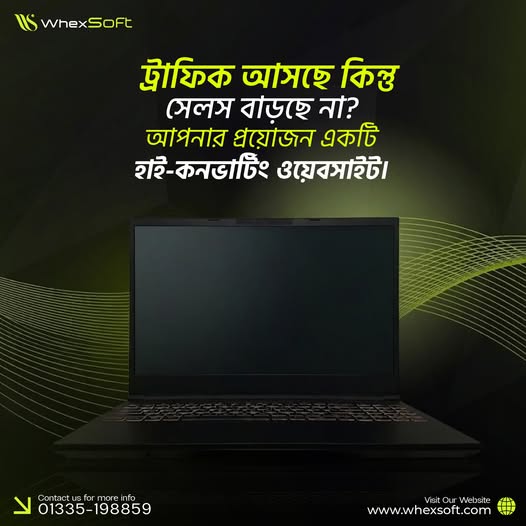 WhexSoft
ট্রাফিক আসছে কিন্তু
সেলস বাড়ছে না?
আপনার প্রয়োজন একটি
হাই-কনভার্টিং ওয়েবসাইট।
Contact us for more info
01335-198859
Visit Our Website
www.whexsoft.com